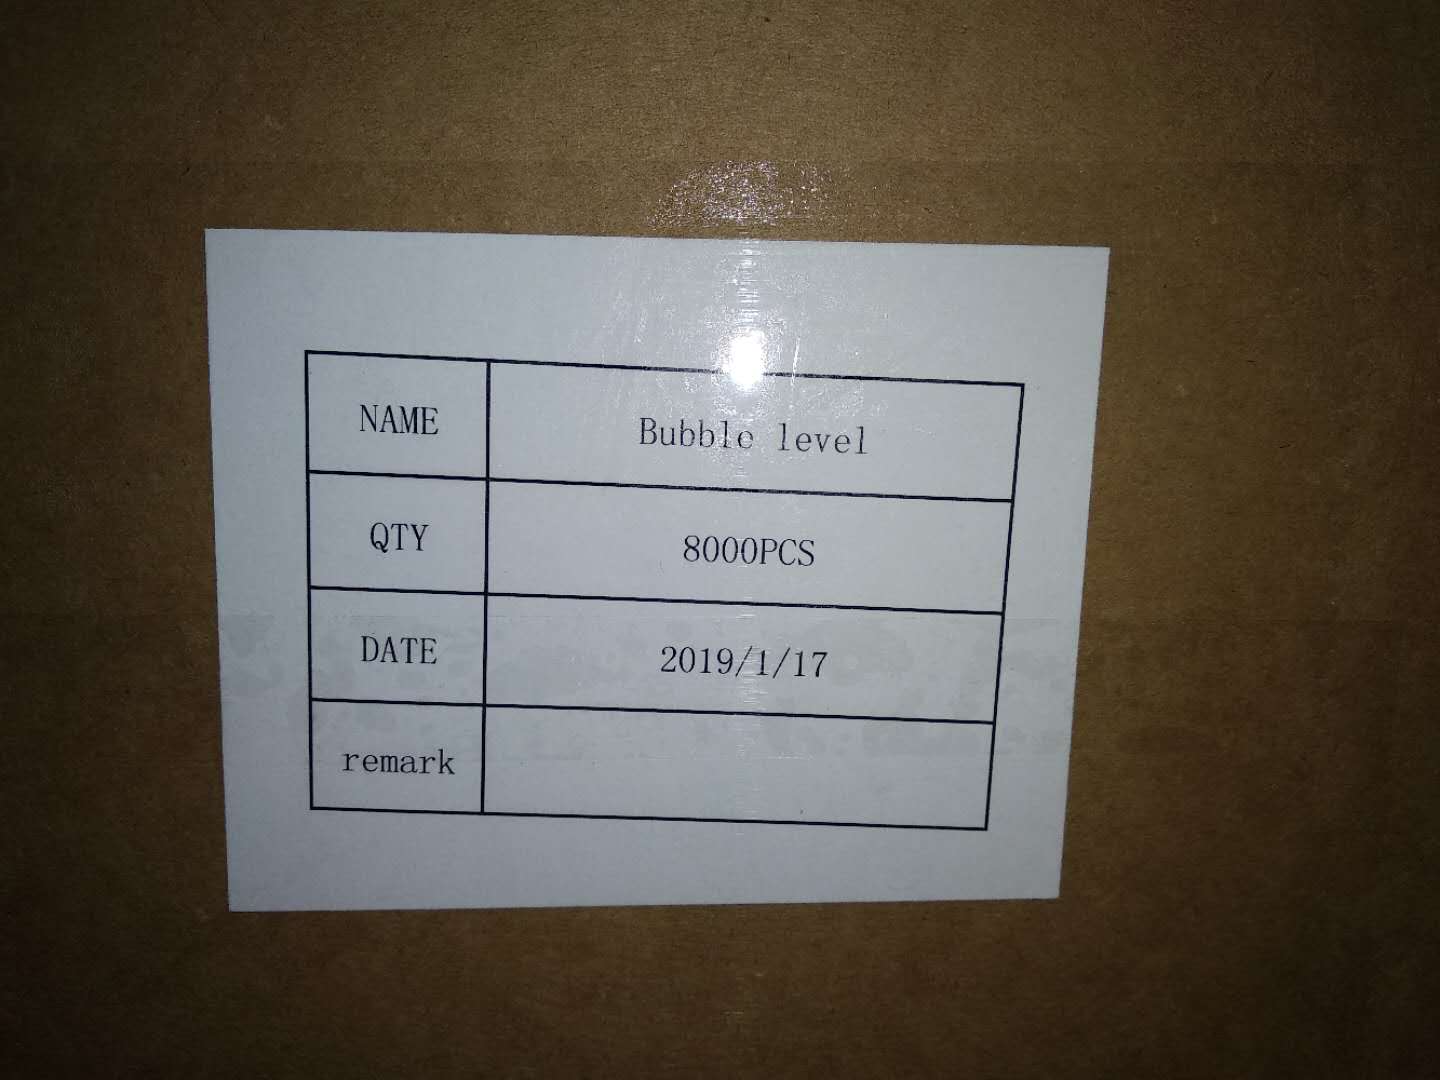 NAME Bubble level
QTY 8000PCS
DATE 2019/1/17
remark